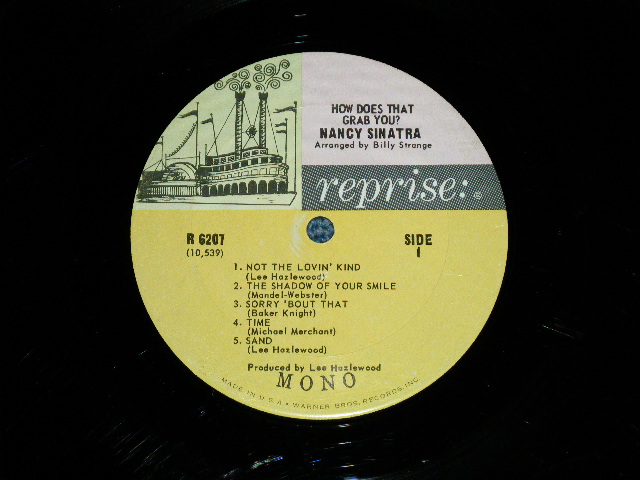 HOW DOES THAT
GRAB YOU?
NANCY SINATRA
Arranged by Billy Strange
reprise:
R 6207
(10,539)
SIDE
1
1. NOT THE LOVIN' KIND
(Lee Hazlewood)
2. THE SHADOW OF YOUR SMILE
(Mandel-Webster)
3. SORRY 'BOUT THAT
(Baker Knight)
4. TIME
(Michael Merchant)
5. SAND
(Lee Hazlewood)
Produced by Lee Hazlewood
MONO
MADE IN U.S.A. • WARNER BROS. RECORDS, INC.